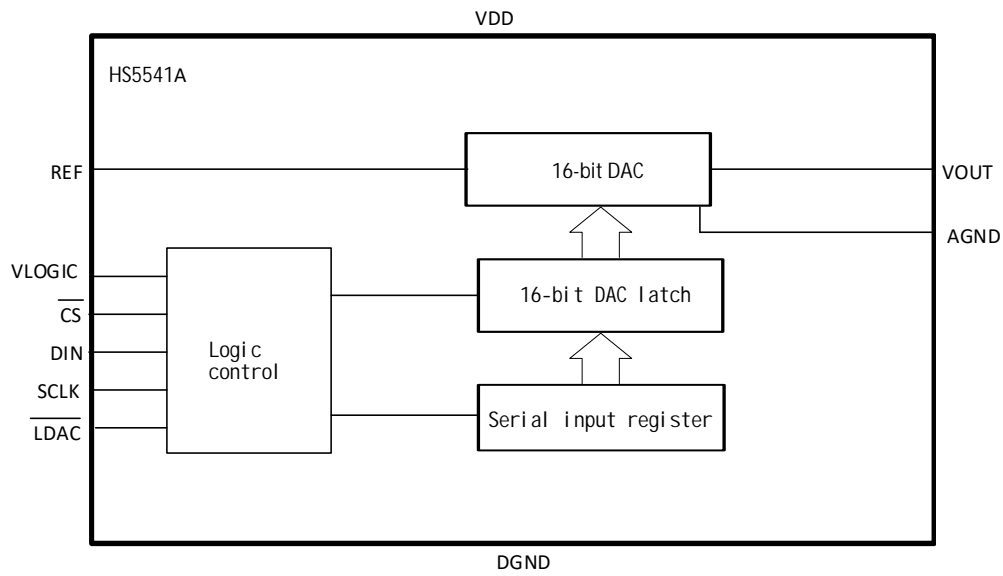 VDD
HS5541A
REF
16-bit DAC
VOUT
AGND
VLOGIC
16-bit DAC latch
CS
DIN
Logic
control
SCLK
Serial input register
LDAC
DGND